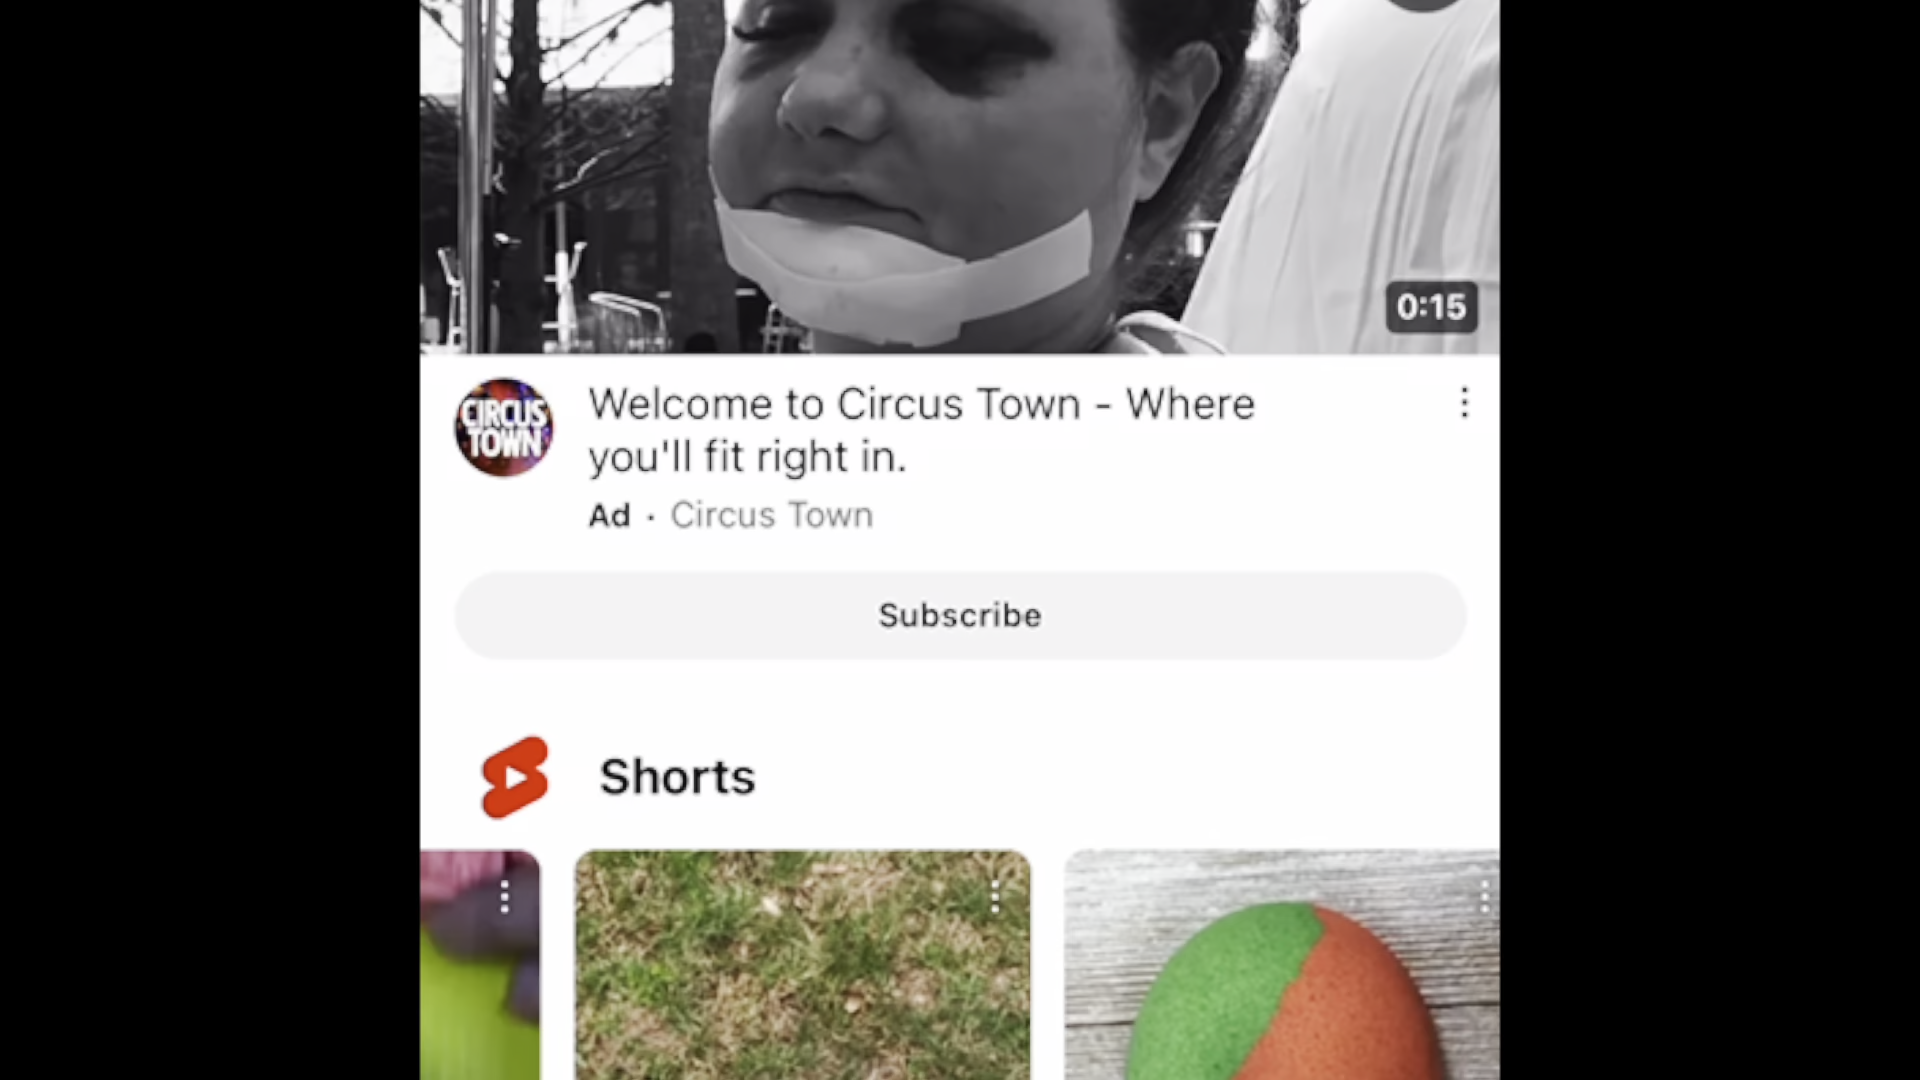 0:15
CIRCUS
TOWN
Welcome to Circus Town - Where
you'll fit right in.
Ad · Circus Town
Subscribe
Shorts